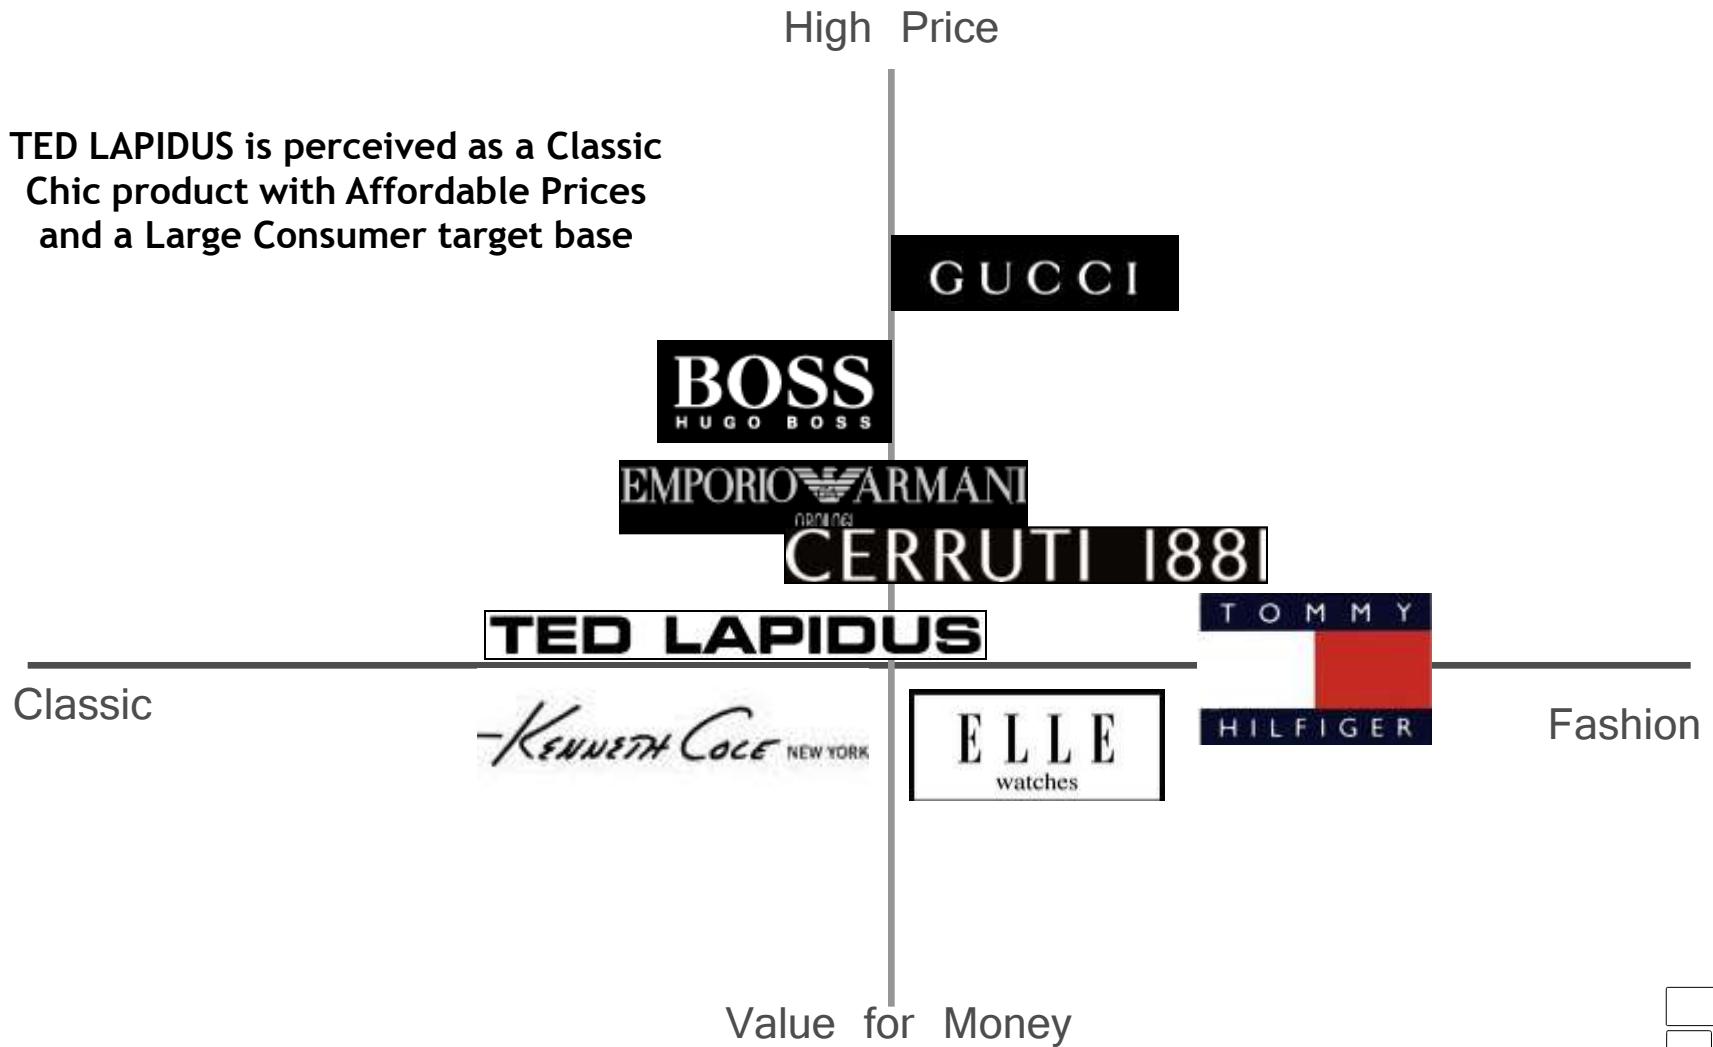 High Price
TED LAPIDUS is perceived as a Classic
Chic product with Affordable Prices
and a Large Consumer target base
GUCCI
BOSS
HUGO BOSS
EMPORIO ARMANI
CERRUTI 1881
TED LAPIDUS
TOMMY
HILFIGER
Classic
Fashion
KENNETH COLE NEW YORK
ELLE
watches
Value for Money